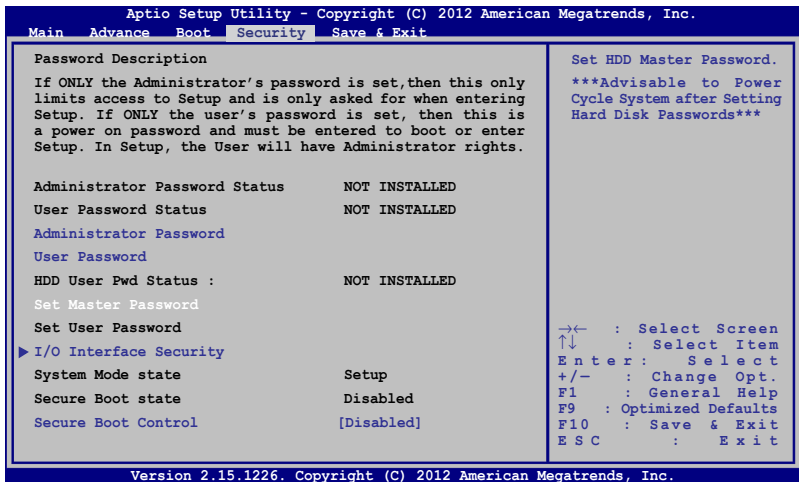 Aptio Setup Utility - Copyright (C) 2012 American Megatrends, Inc.
Main Advance Boot Security Save & Exit
Password Description
If ONLY the Administrator's password is set,then this only
limits access to Setup and is only asked for when entering
Setup. If ONLY the user's password is set, then this is
a power on password and must be entered to boot or enter
Setup. In Setup, the User will have Administrator rights.
Administrator Password Status NOT INSTALLED
User Password Status NOT INSTALLED
Administrator Password
User Password
HDD User Pwd Status : NOT INSTALLED
Set Master Password
Set User Password
I/O Interface Security
System Mode state Setup
Secure Boot state Disabled
Secure Boot Control [Disabled]
Set HDD Master Password.
***Advisable to Power
Cycle System after Setting
Hard Disk Passwords***
→← : Select Screen
↑↓ : Select Item
Enter: Select
+/— : Change Opt.
F1 : General Help
F9 : Optimized Defaults
F10 : Save & Exit
ESC : Exit
Version 2.15.1226. Copyright (C) 2012 American Megatrends, Inc.